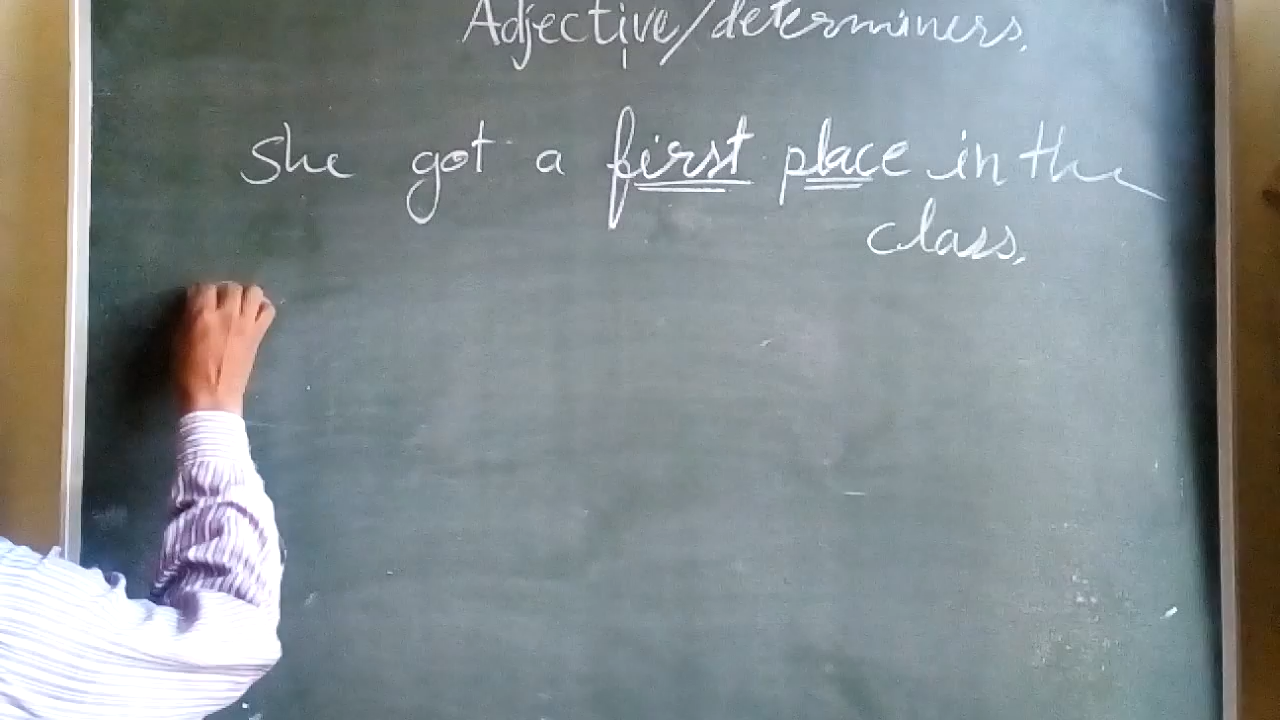 Adjective/determiners.
She got a first place in the
class.